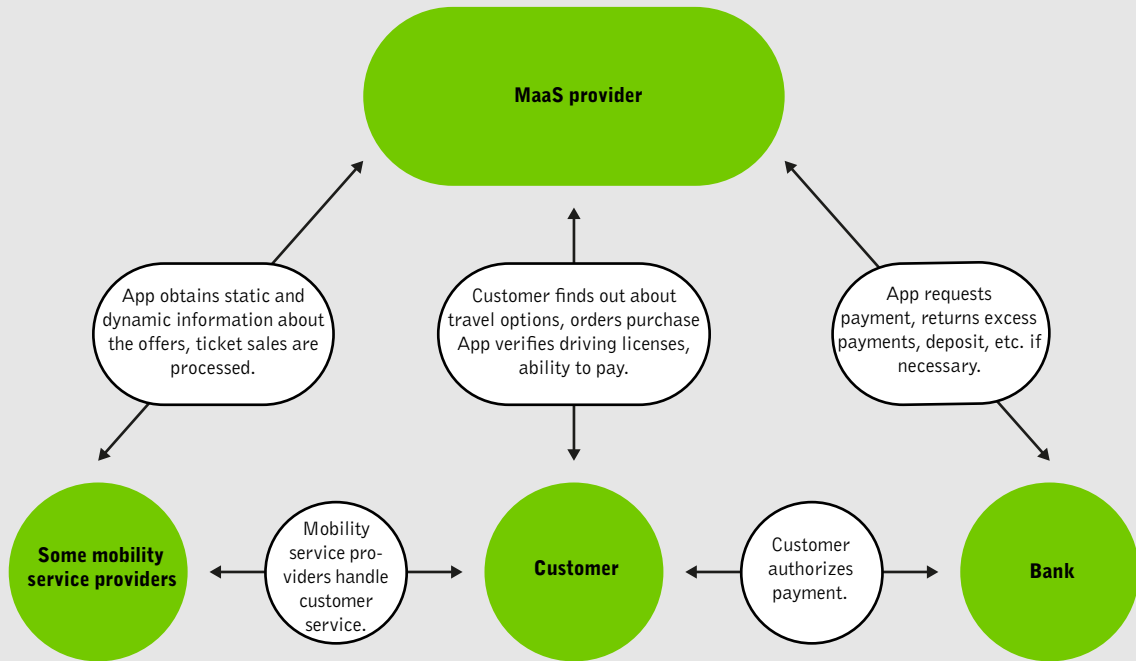 MaaS provider
App obtains static and
dynamic information about
the offers, ticket sales are
processed.
Customer finds out about
travel options, orders purchase
App verifies driving licenses,
ability to pay.
App requests
payment, returns excess
payments, deposit, etc. if
necessary.
Some mobility
service providers
Mobility
service pro-
viders handle
customer
service.
Customer
Customer
authorizes
payment.
Bank